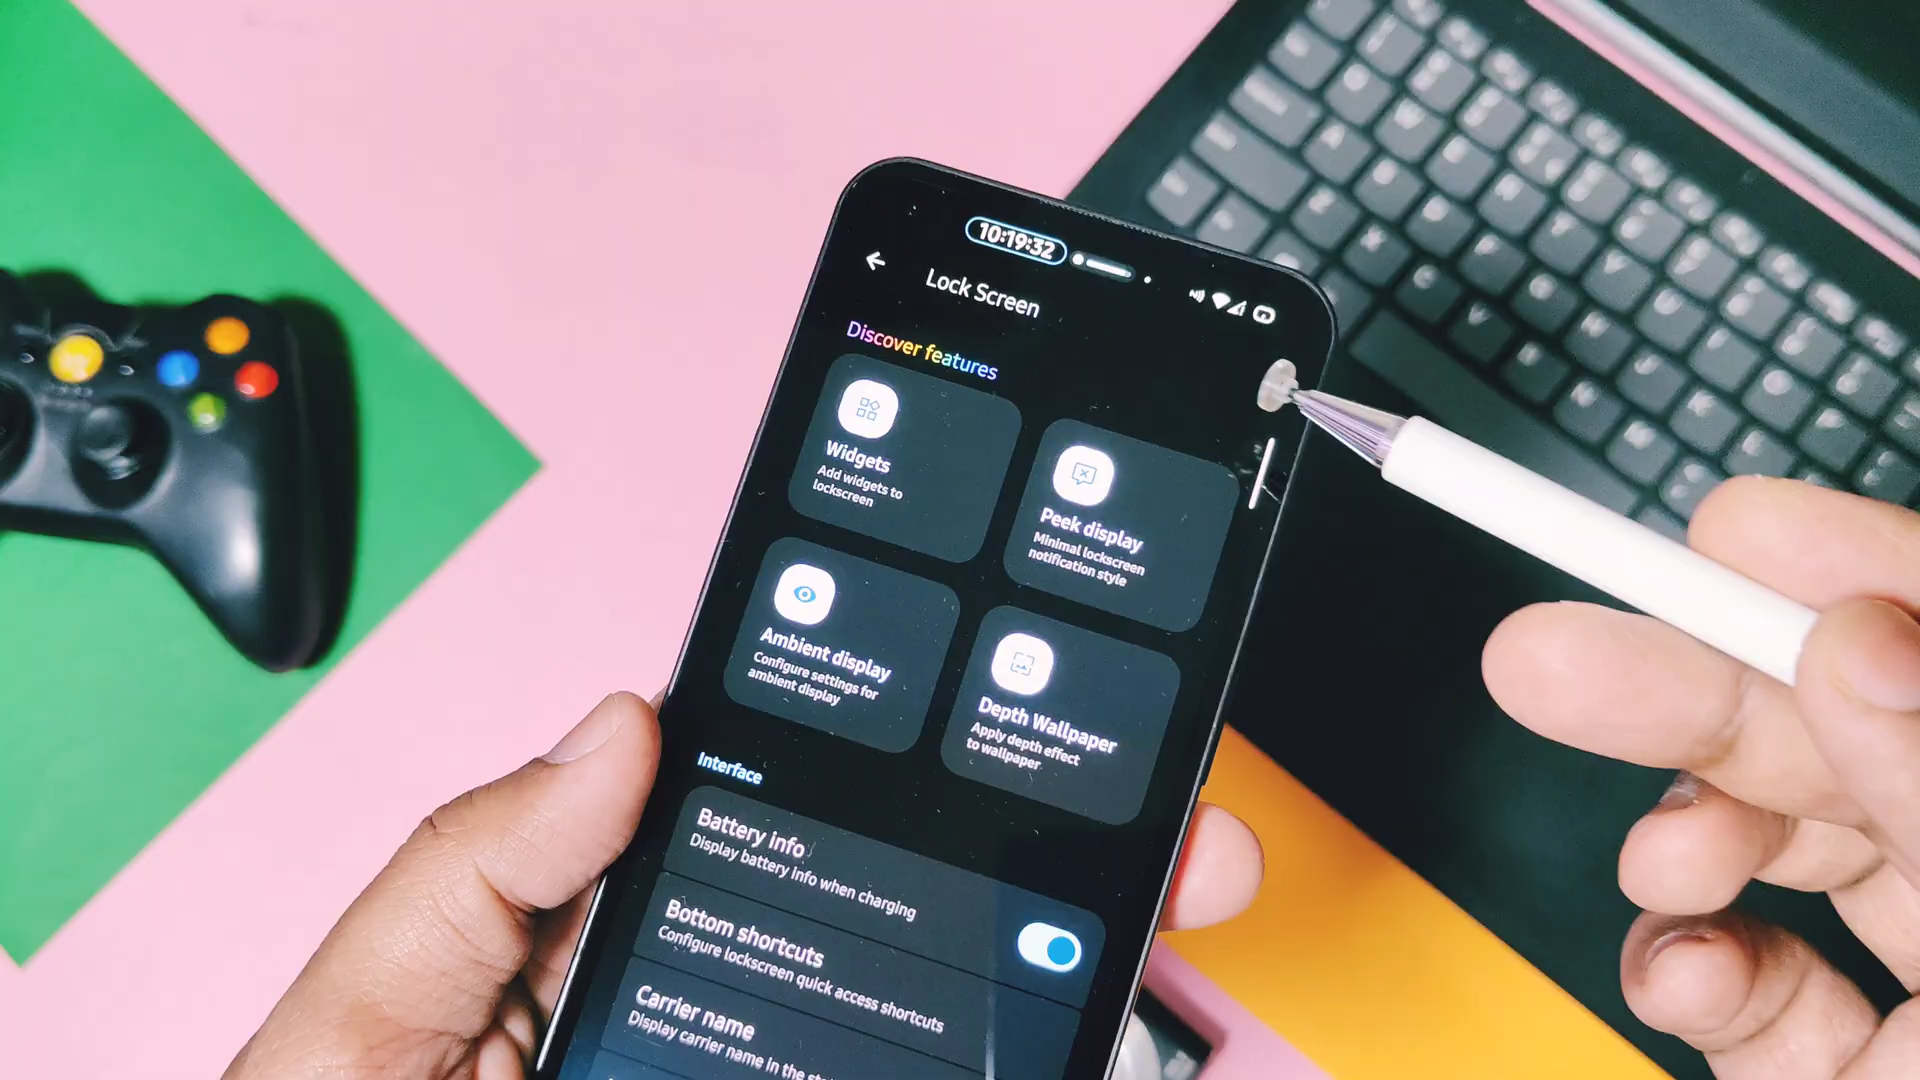 10:19:32
Lock Screen
Discover features
Widgets
Add widgets to
lockscreen
Peek display
Minimal lockscreen
notification style
Ambient display
Configure settings for
ambient display
Depth Wallpaper
Apply depth effect
to wallpaper
Interface
Battery info
Display battery info when charging
Bottom shortcuts
Configure lockscreen quick access shortcuts
Carrier name
Display carrier name in the